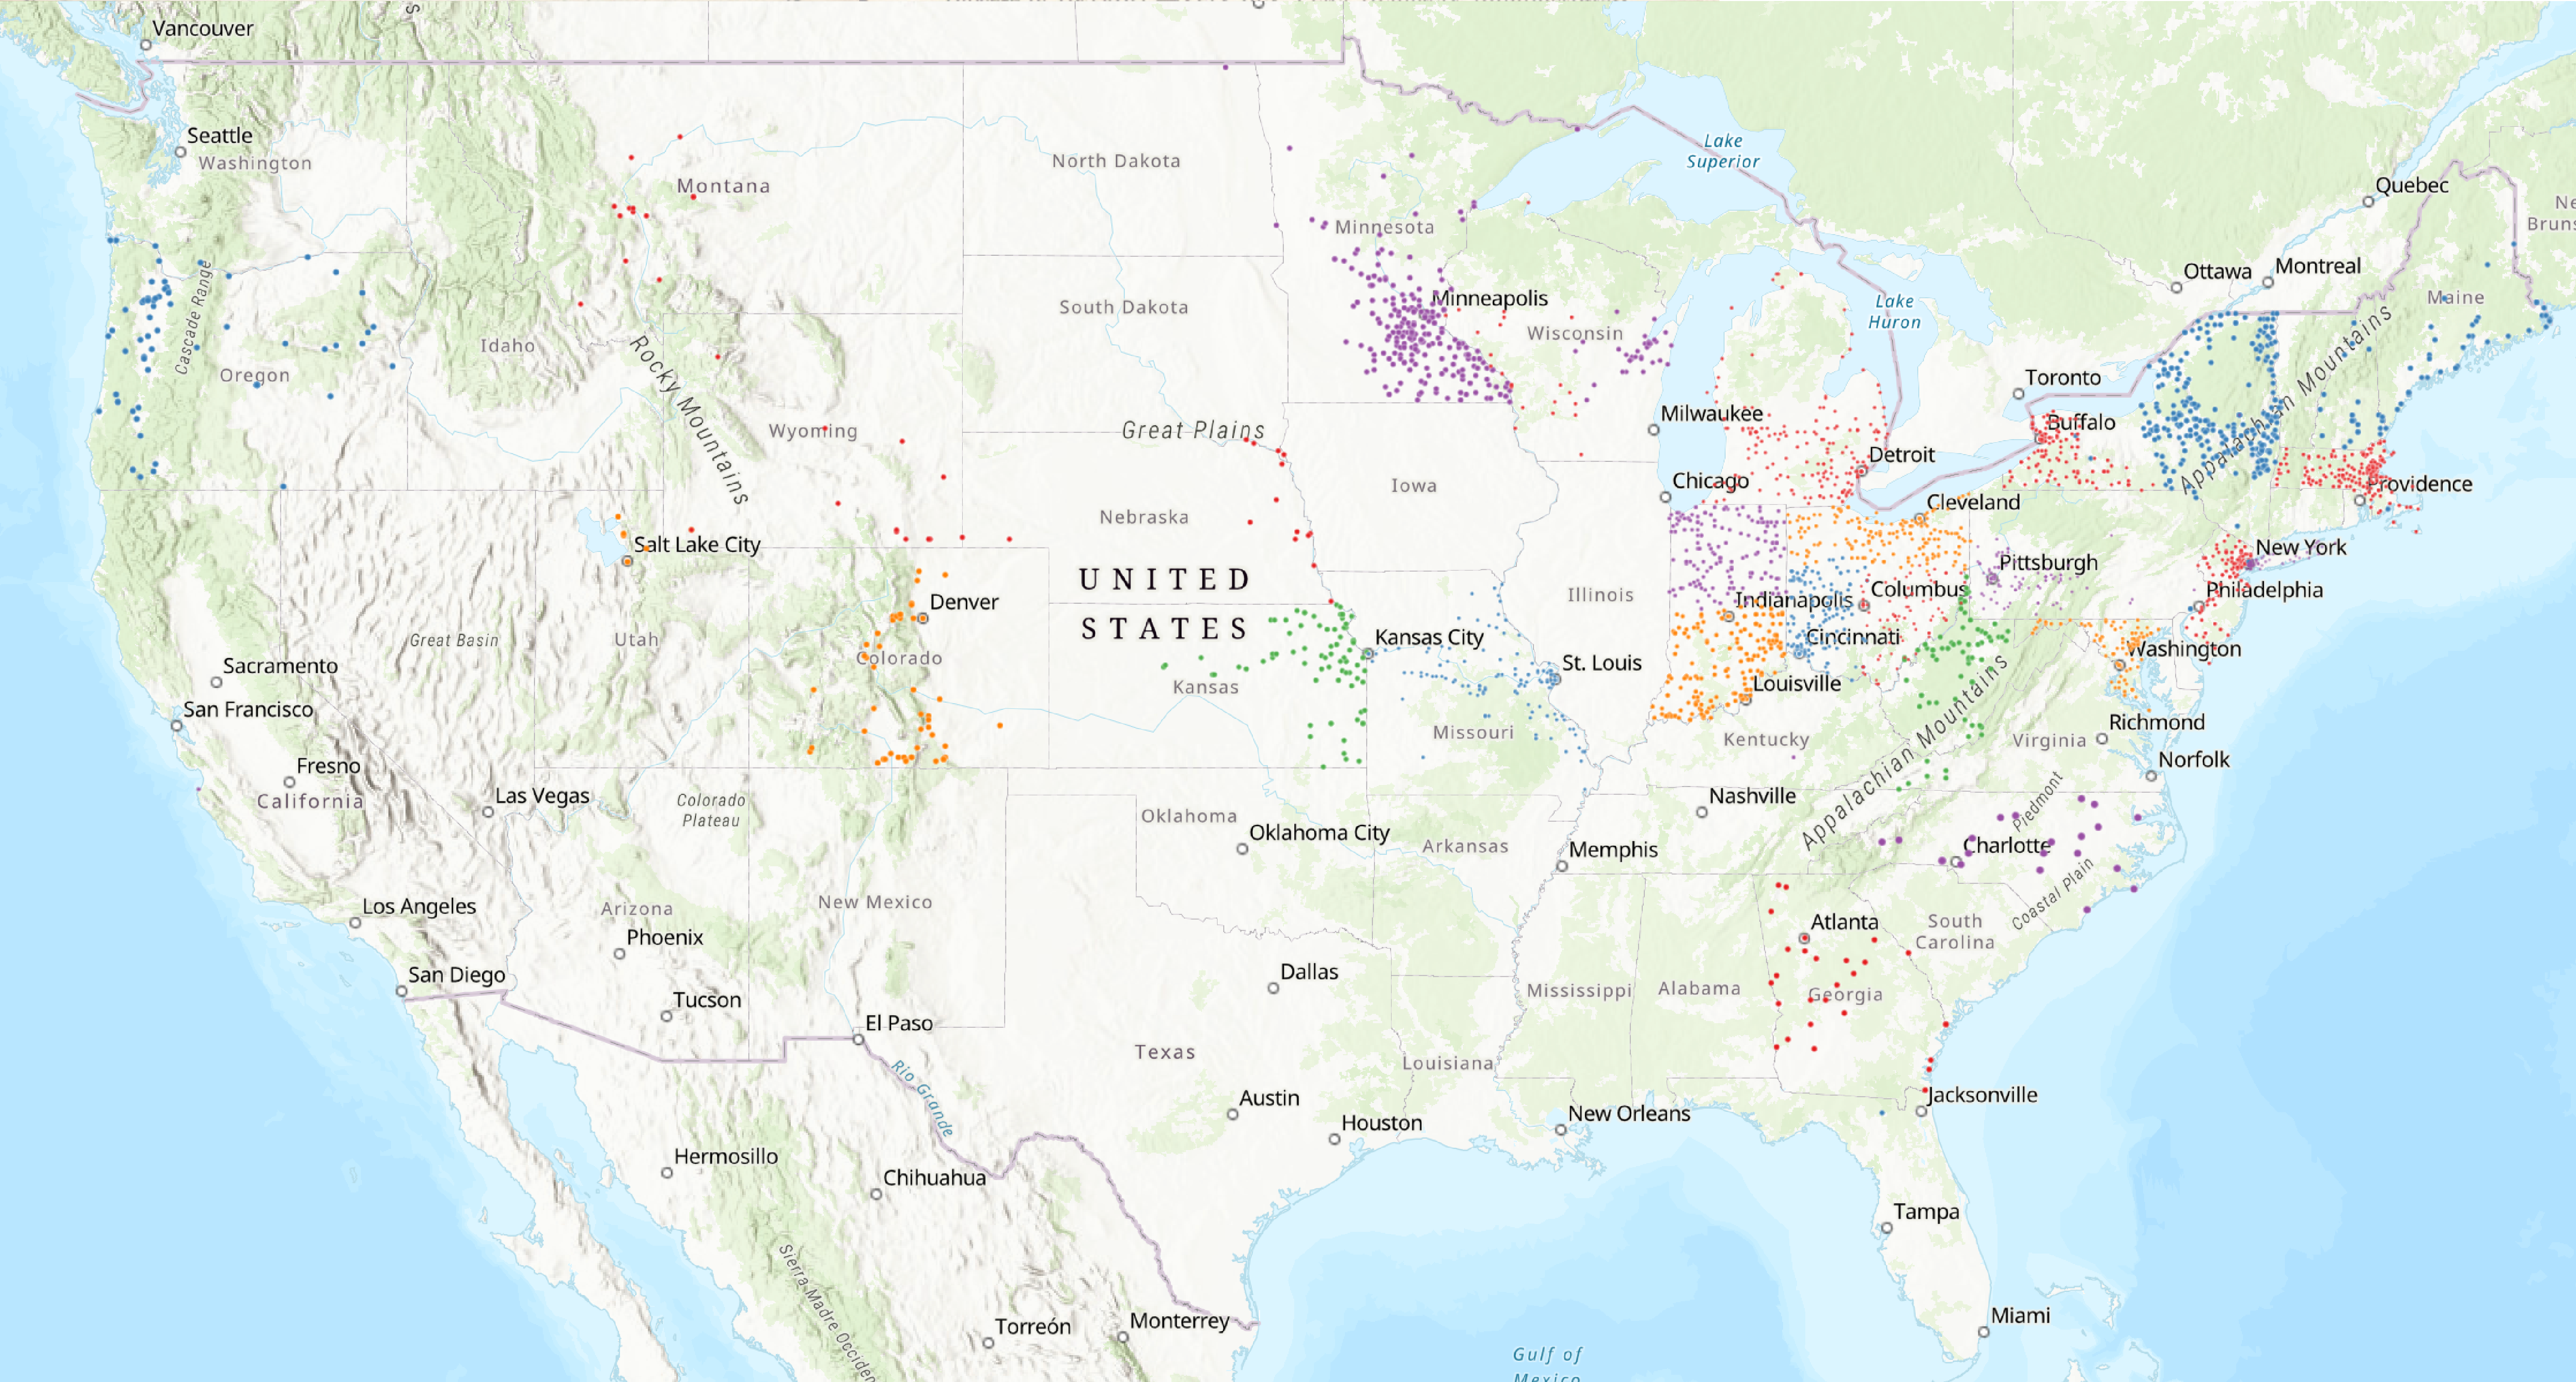 Vancouver
Seattle
Washington
Montana
North Dakota
Minnesota
Lake
Superior
Quebec
Ottawa
Montreal
Maine
Cascade Range
Oregon
Idaho
Rocky Mountains
South Dakota
Minneapolis
Wisconsin
Lake
Huron
Toronto
Appalachian Mountains
Wyoming
Great Plains
Milwaukee
Buffalo
Detroit
Chicago
Iowa
Nebraska
Cleveland
Providence
Salt Lake City
Denver
UNITED
STATES
Illinois
Indianapolis
Columbus
Pittsburgh
New York
Philadelphia
Great Basin
Utah
Colorado
Kansas
Kansas City
St. Louis
Cincinnati
Louisville
Washington
Sacramento
San Francisco
Missouri
Kentucky
Virginia
Richmond
Norfolk
Fresno
California
Las Vegas
Colorado
Plateau
Oklahoma
Oklahoma City
Arkansas
Nashville
Memphis
Appalachian Mountains
Piedmont
Charlotte
Coastal Plain
Los Angeles
Arizona
Phoenix
New Mexico
San Diego
Tucson
Dallas
Mississippi
Alabama
Atlanta
Georgia
South
Carolina
El Paso
Rio Grande
Texas
Louisiana
Austin
Houston
New Orleans
Jacksonville
Hermosillo
Chihuahua
Tampa
Sierra Madre Occiden
Torreón
Monterrey
Miami
Gulf of
Mexico